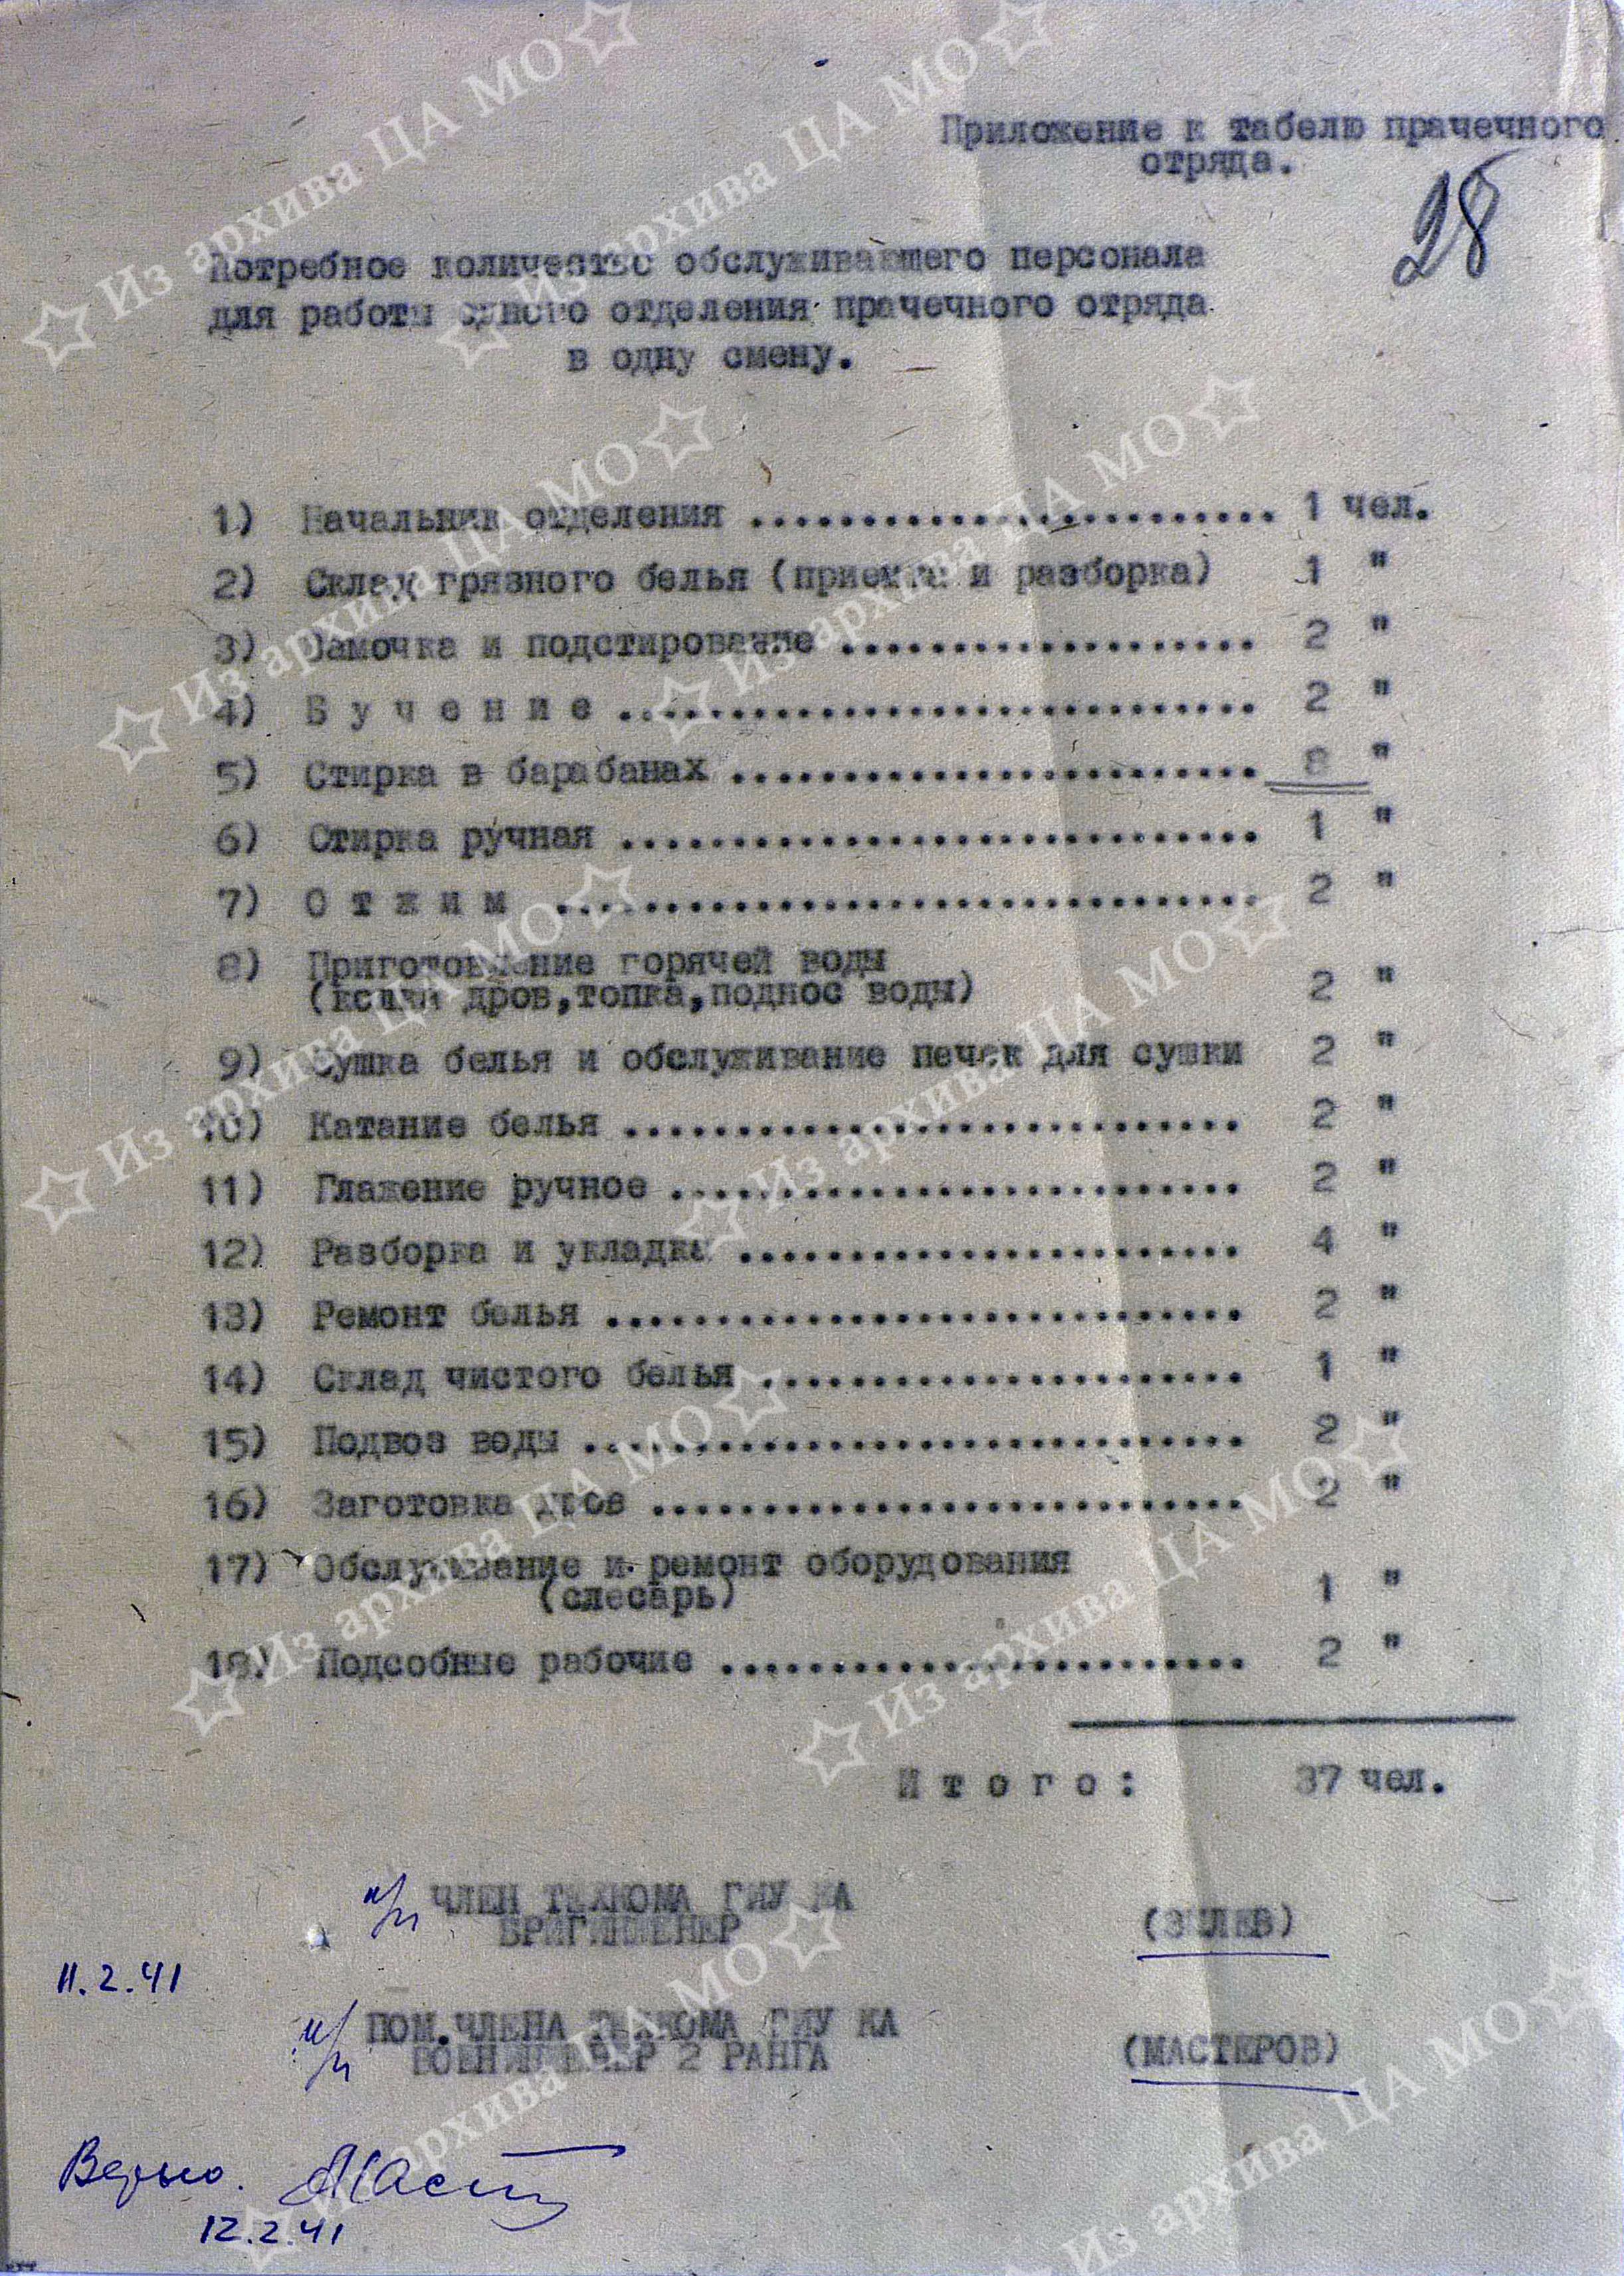 Приложение к табелю прачечного
отряда.
28
Потребное количество обслуживающего персонала
для работы одного отделения прачечного отряда
в одну смену.
1) Начальник отделения ........................ 1 чел.
2) Склад грязного белья (приемка и разборка) 1 "
3) Замочка и подстирование ................... 2 "
4) Б у ч е н и е ............................. 2 "
5) Стирка в барабанах ........................ "
6) Стирка ручная ............................. 1 "
7) О т ж и м ................................ 2 "
8) Приготовление горячей воды
(колка дров,топка,поднос воды) 2 "
9) Сушка белья и обслуживание печек для сушки 2 "
10) Катание белья ............................ 2 "
11) Глажение ручное .......................... 2 "
12) Разборка и укладка ....................... 4 "
13) Ремонт белья ............................. 2 "
14) Склад чистого белья ...................... 1 "
15) Подвоз воды .............................. 2 "
16) Заготовка дров ........................... 2 "
17) Обслуживание и ремонт оборудования
(слесарь) 1 "
18) Подсобные рабочие ........................ 2 "
И т о г о : 37 чел.
п/п ЧЛЕН ТЕХКОМА ГИУ КА
БРИГИНЖЕНЕР
11.2.41
п/п ПОМ.ЧЛЕНА ТЕХКОМА ГИУ КА
ВОЕНИНЖЕНЕР 2 РАНГА (МАСТЕРОВ)
Верно.
12.2.41
Из архива ЦА МО